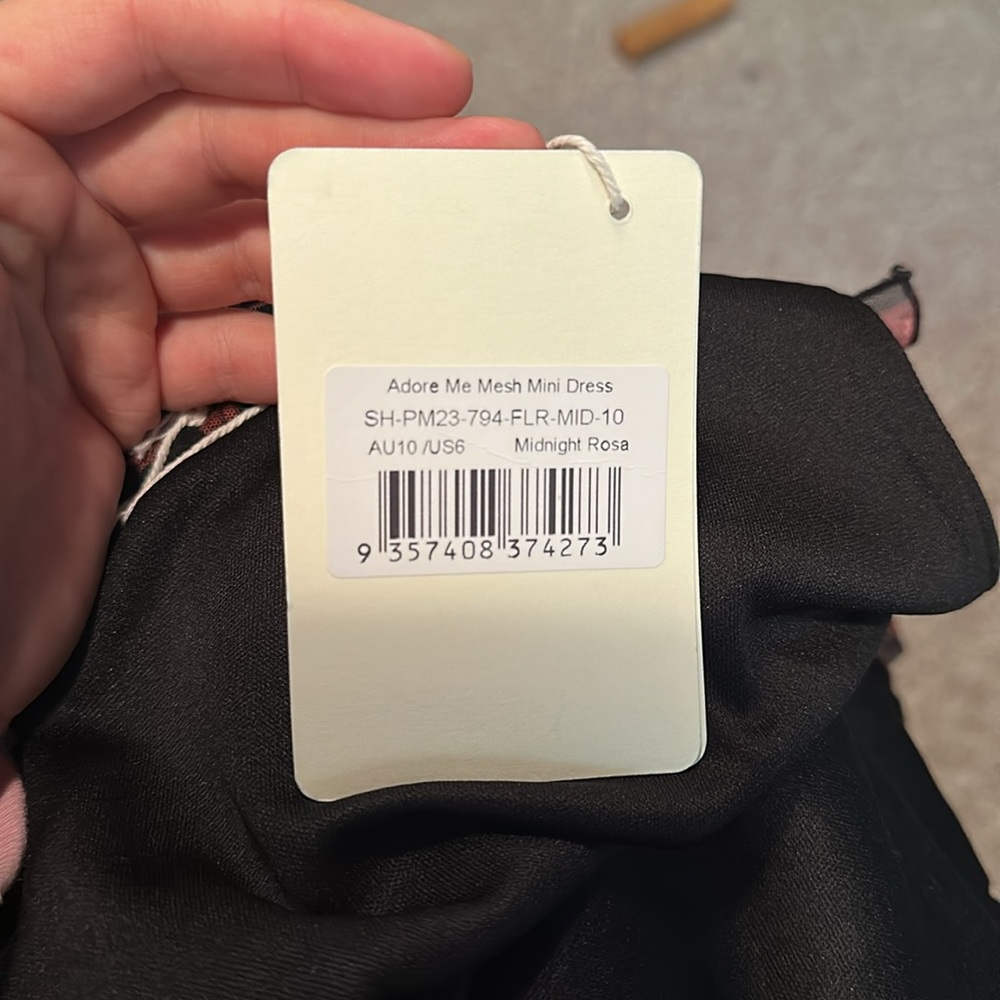 Adore Me Mesh Mini Dress
SH-PM23-794-FLR-MID-10
AU10 /US6 Midnight Rosa
9 357408 374273